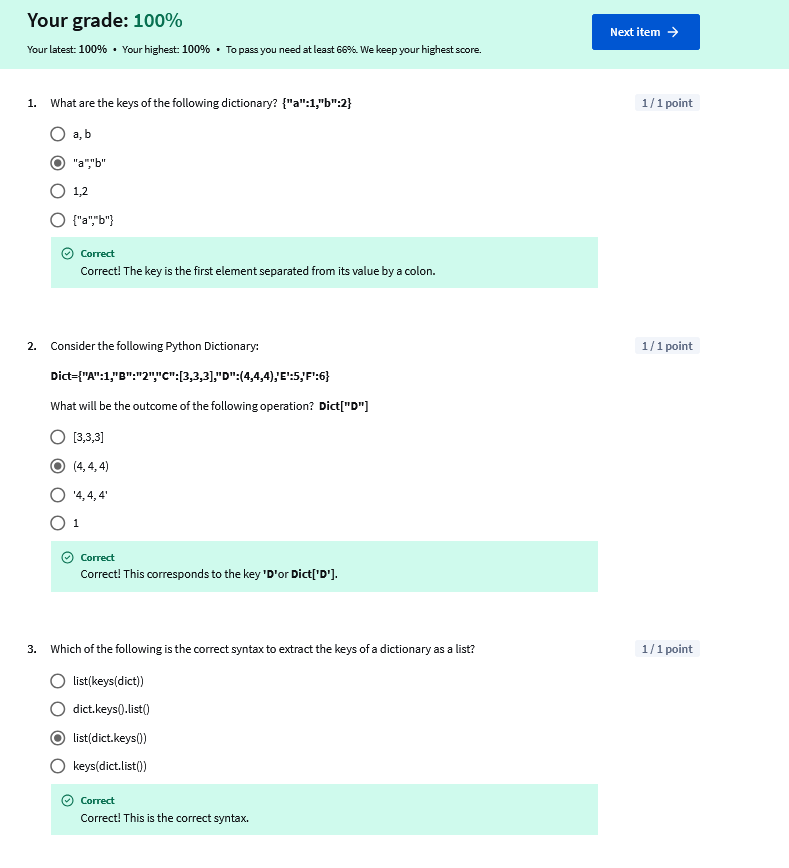 Your grade: 100%
Next item →
Your latest: 100% • Your highest: 100% • To pass you need at least 66%. We keep your highest score.
1. What are the keys of the following dictionary? {"a":1,"b":2}
1 / 1 point
a, b
"a","b"
1,2
{"a","b"}
Correct
Correct! The key is the first element separated from its value by a colon.
2. Consider the following Python Dictionary:
1 / 1 point
Dict={"A":1,"B":"2","C":[3,3,3],"D":(4,4,4),'E':5,'F':6}
What will be the outcome of the following operation? Dict["D"]
[3,3,3]
(4, 4, 4)
'4, 4, 4'
1
Correct
Correct! This corresponds to the key 'D'or Dict['D'].
3. Which of the following is the correct syntax to extract the keys of a dictionary as a list?
1 / 1 point
list(keys(dict))
dict.keys().list()
list(dict.keys())
keys(dict.list())
Correct
Correct! This is the correct syntax.